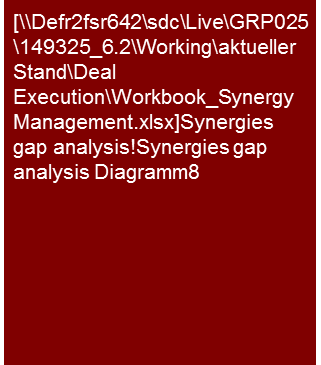 [\\Defr2fsr642\sdc\Live\GRP025
\149325_6.2\Working\aktueller
Stand\Deal
Execution\Workbook_Synergy
Management.xlsx]Synergies
gap analysis!Synergies gap
analysis Diagramm8